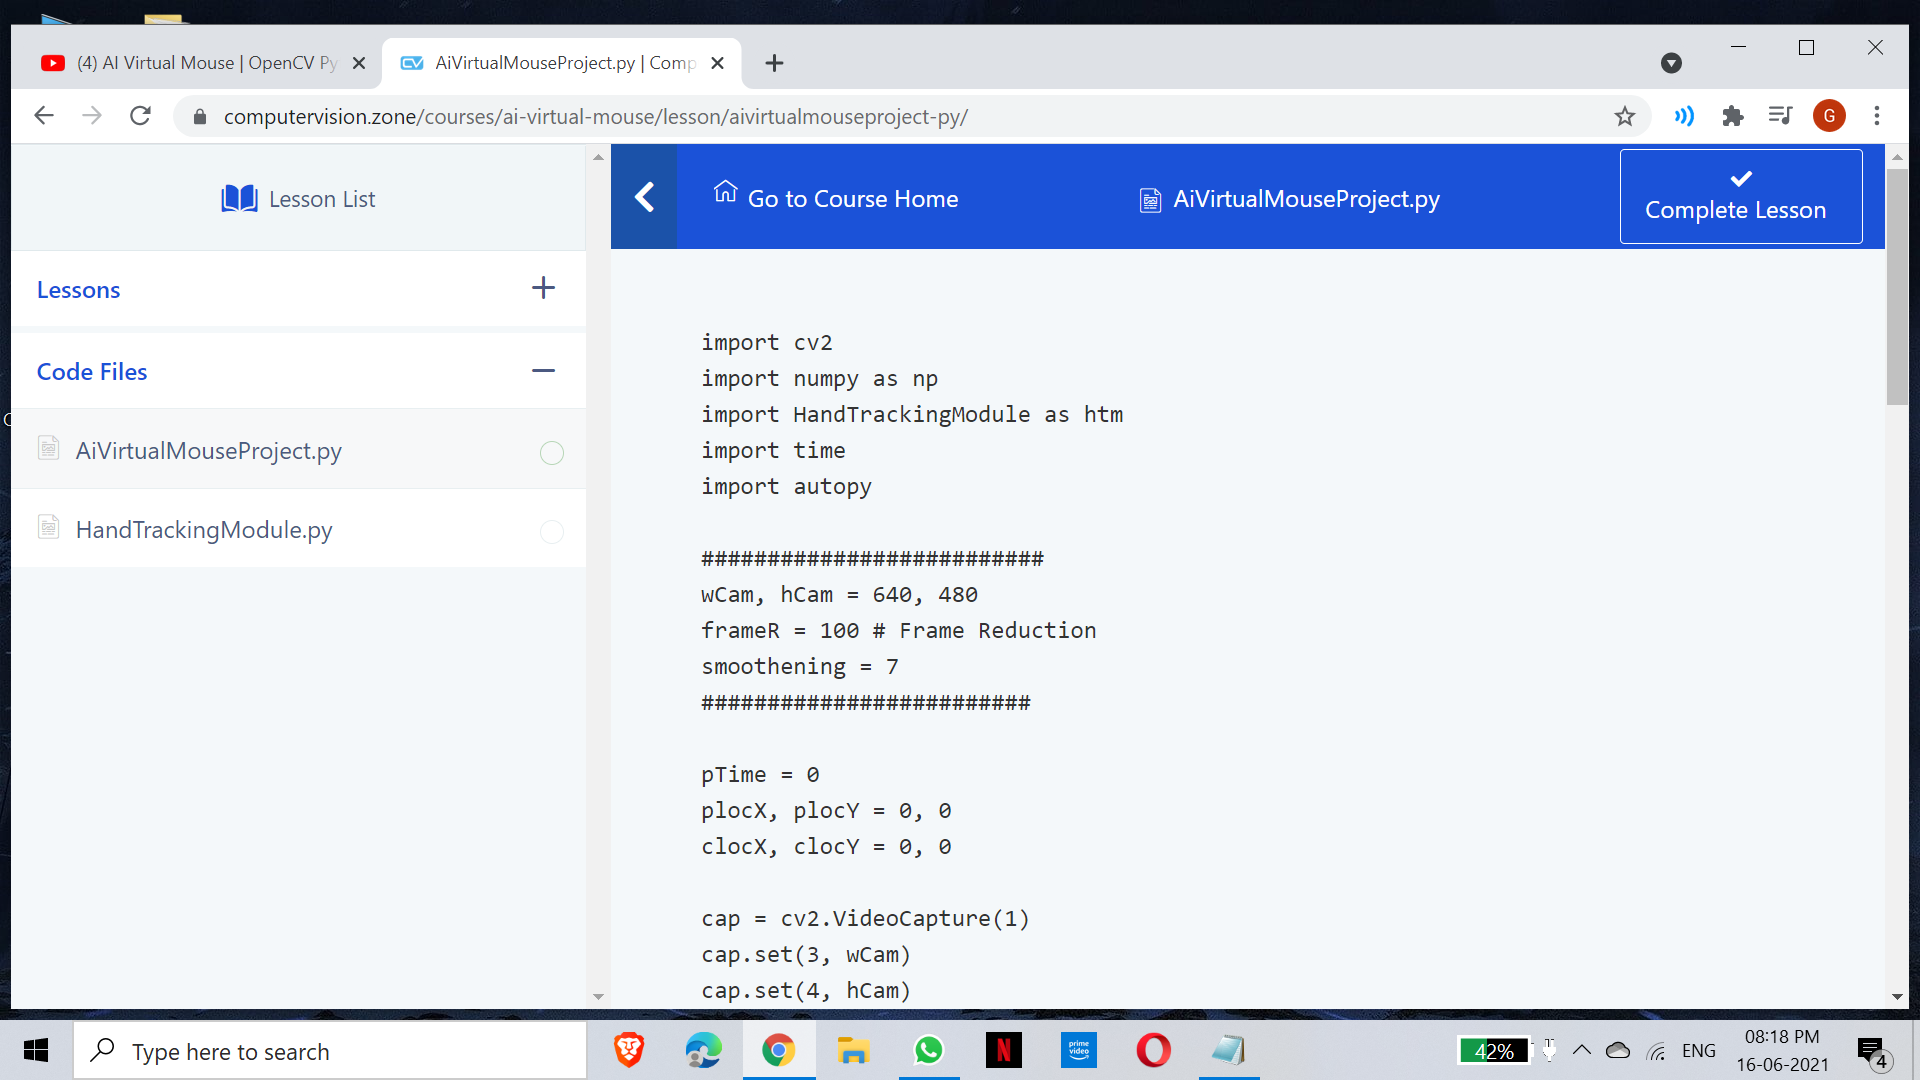 (4) AI Virtual Mouse | OpenCV Py
AiVirtualMouseProject.py | Comp
computervision.zone/courses/ai-virtual-mouse/lesson/aivirtualmouseproject-py/
G
Lesson List
Go to Course Home
AiVirtualMouseProject.py
Complete Lesson
Lessons
Code Files
AiVirtualMouseProject.py
HandTrackingModule.py
import cv2
import numpy as np
import HandTrackingModule as htm
import time
import autopy
##########################
wCam, hCam = 640, 480
frameR = 100 # Frame Reduction
smoothening = 7
#########################
pTime = 0
plocX, plocY = 0, 0
clocX, clocY = 0, 0
cap = cv2.VideoCapture(1)
cap.set(3, wCam)
cap.set(4, hCam)
Type here to search
prime video
42%
ENG
08:18 PM
16-06-2021
4